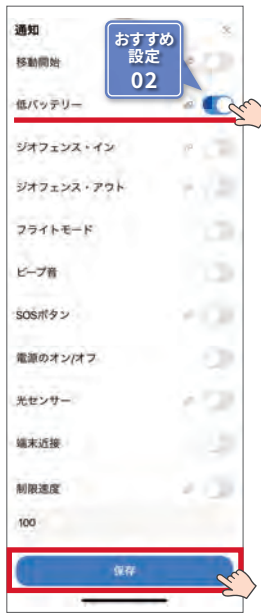 通知
おすすめ
設定
02
移動開始
低バッテリー
ジオフェンス・イン
ジオフェンス・アウト
フライトモード
ビープ音
SOSボタン
電源のオン/オフ
光センサー
端末近接
制限速度
100
保存